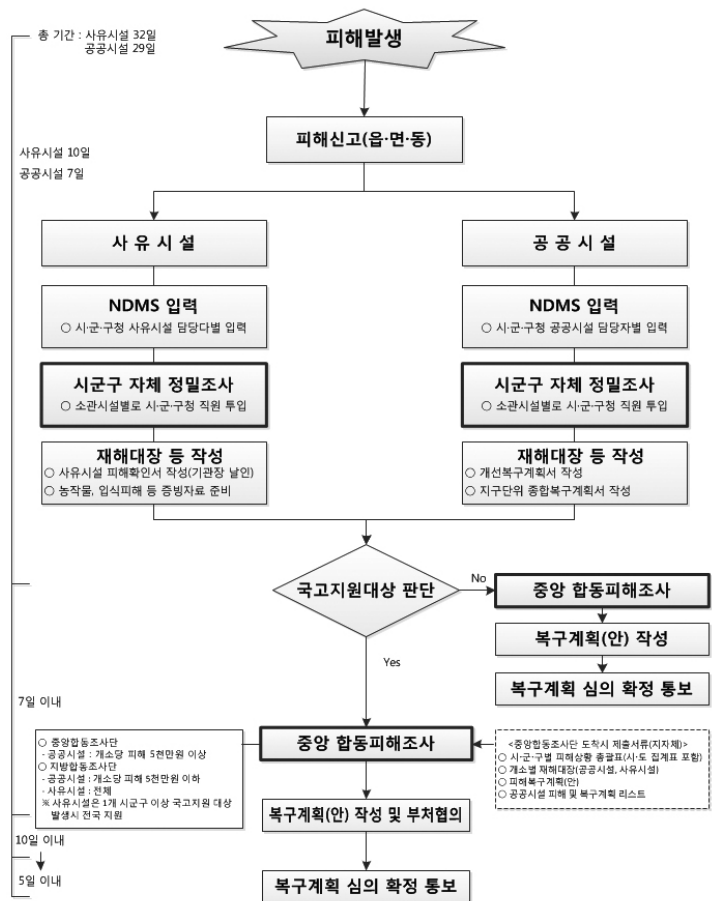 총 기간 : 사유시설 32일
공공시설 29일
피해발생
피해신고(읍·면·동)
사유시설 10일
공공시설 7일
사 유 시 설
공 공 시 설
NDMS 입력
○ 시·군·구청 사유시설 담당다별 입력
NDMS 입력
○ 시·군·구청 공공시설 담당자별 입력
시군구 자체 정밀조사
○ 소관시설별로 시·군·구청 직원 투입
시군구 자체 정밀조사
○ 소관시설별로 시·군·구청 직원 투입
재해대장 등 작성
○ 사유시설 피해확인서 작성(기관장 날인)
○ 농작물, 입식피해 등 증빙자료 준비
재해대장 등 작성
○ 개선복구계획서 작성
○ 지구단위 종합복구계획서 작성
국고지원대상 판단
No
중앙 합동피해조사
복구계획(안) 작성
복구계획 심의 확정 통보
Yes
7일 이내
○ 중앙합동조사단
- 공공시설 : 개소당 피해 5천만원 이상
○ 지방합동조사단
- 공공시설 : 개소당 피해 5천만원 이하
- 사유시설 : 전체
※ 사유시설은 1개 시군구 이상 국고지원 대상
발생시 전국 지원
중앙 합동피해조사
<중앙합동조사단 도착시 제출서류(지자체)>
○ 시·군·구별 피해상황 총괄표(시·도 집계표 포함)
○ 개소별 재해대장(공공시설, 사유시설)
○ 피해복구계획(안)
○ 공공시설 피해 및 복구계획 리스트
복구계획(안) 작성 및 부처협의
10일 이내
5일 이내
복구계획 심의 확정 통보